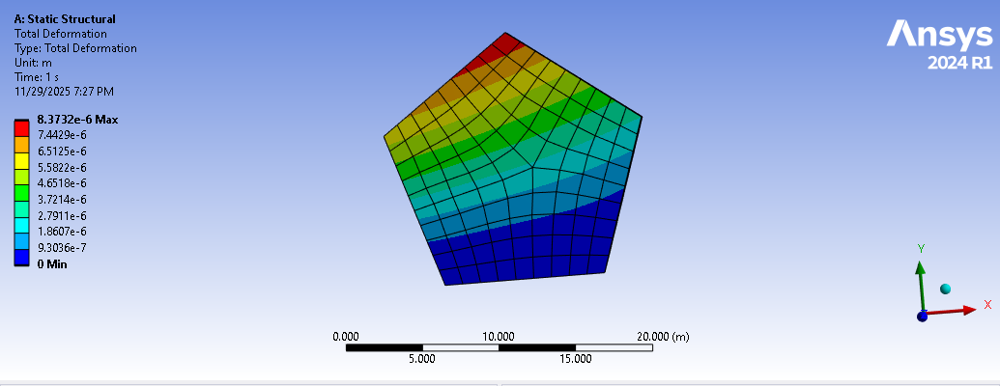 A: Static Structural
Total Deformation
Type: Total Deformation
Unit: m
Time: 1 s
11/29/2025 7:27 PM
8.3732e-6 Max
7.4429e-6
6.5125e-6
5.5822e-6
4.6518e-6
3.7214e-6
2.7911e-6
1.8607e-6
9.3036e-7
0 Min
Ansys
2024 R1
Y
X
0.000 10.000 20.000 (m)
5.000 15.000